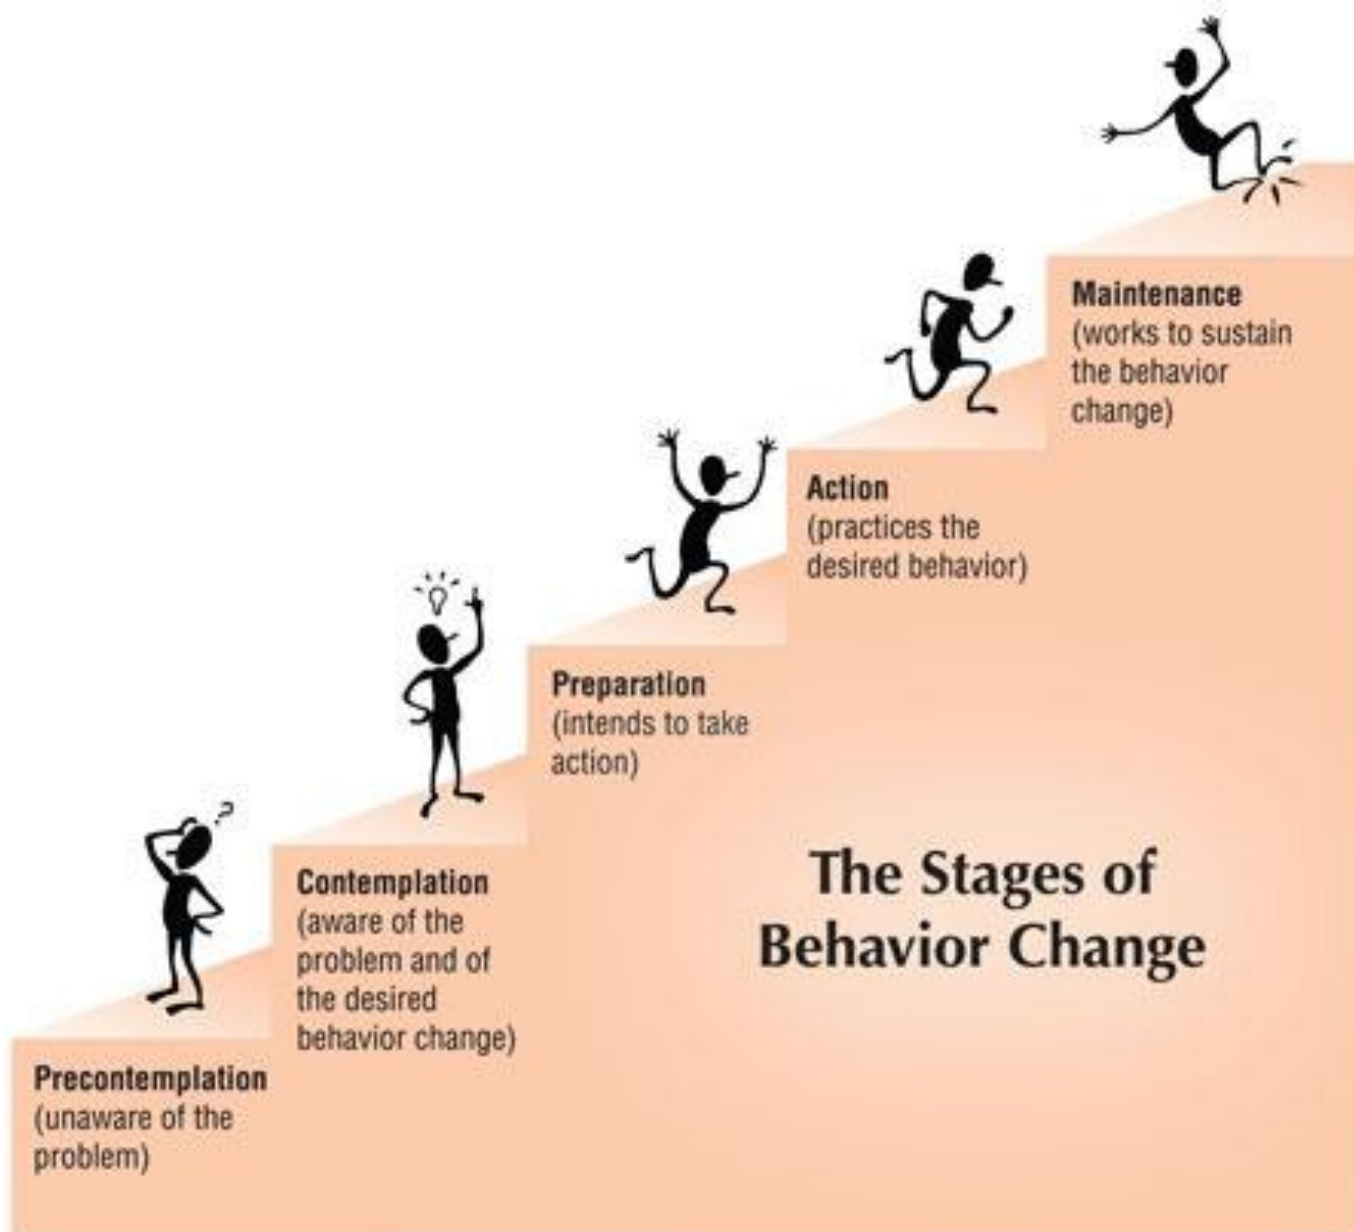 Maintenance
(works to sustain
the behavior
change)
Action
(practices the
desired behavior)
Preparation
(intends to take
action)
?
Contemplation
(aware of the
problem and of
the desired
behavior change)
The Stages of
Behavior Change
Precontemplation
(unaware of the
problem)